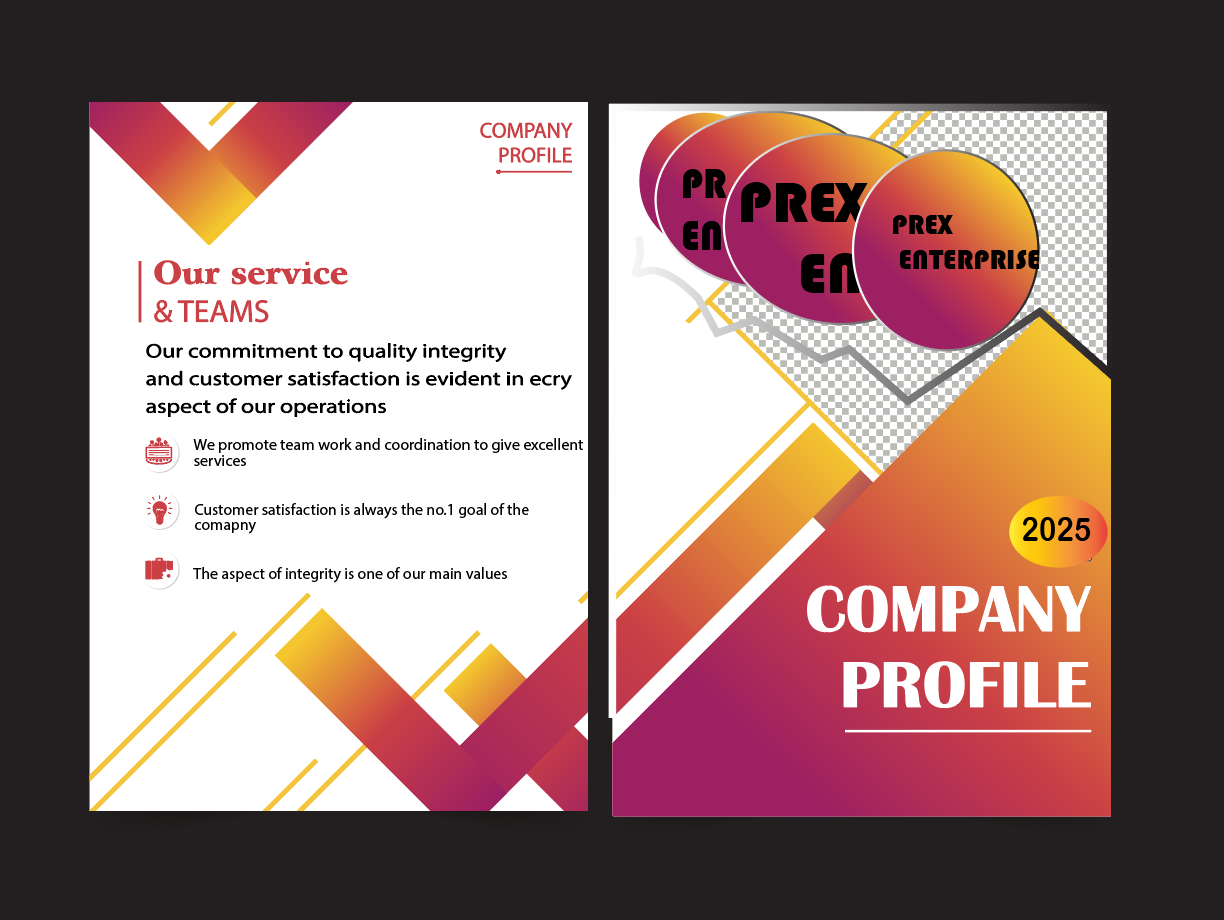 COMPANY
PROFILE
Our service
& TEAMS
Our commitment to quality integrity
and customer satisfaction is evident in ecry
aspect of our operations
We promote team work and coordination to give excellent
services
Customer satisfaction is always the no.1 goal of the
comapny
The aspect of integrity is one of our main values
PR
EN
PREX
EN
PREX
ENTERPRISE
2025
COMPANY
PROFILE